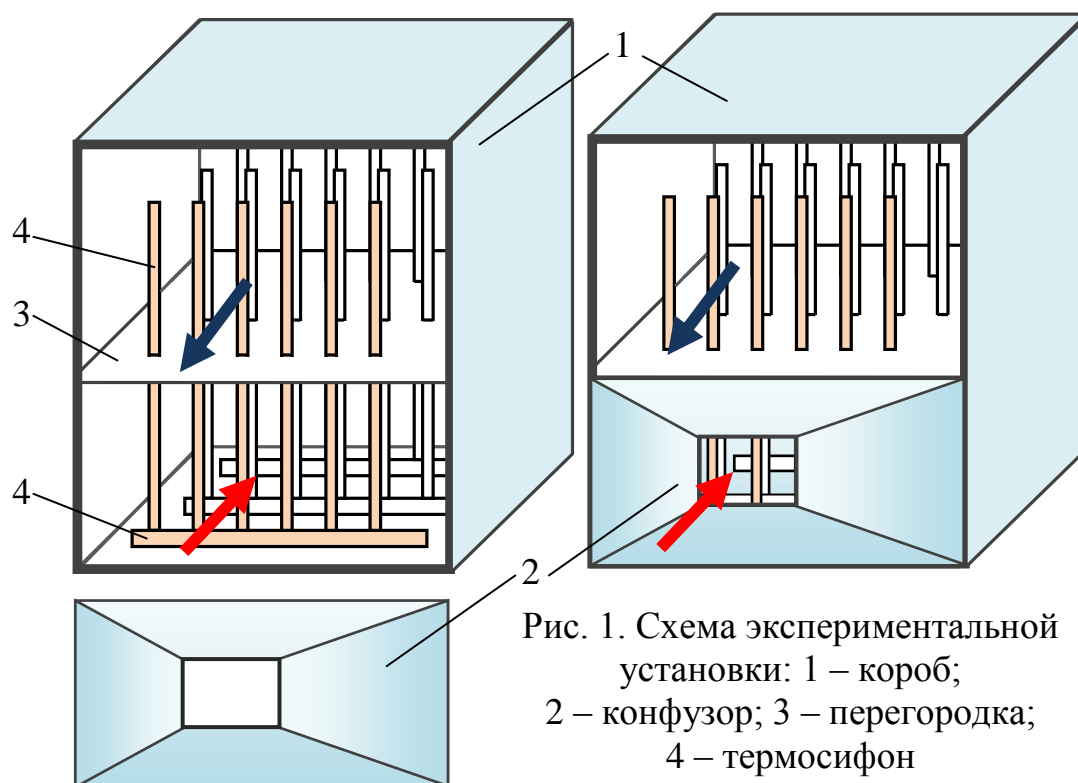 1
4
3
4
2
Рис. 1. Схема экспериментальной
установки: 1 – короб;
2 – конфузор; 3 – перегородка;
4 – термосифон